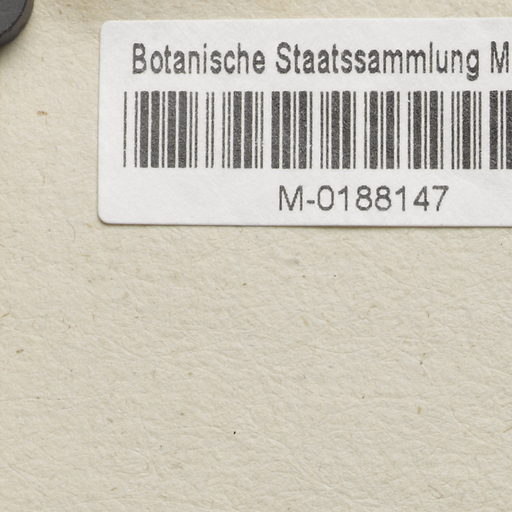 Botanische Staatssammlung M
M-0188147